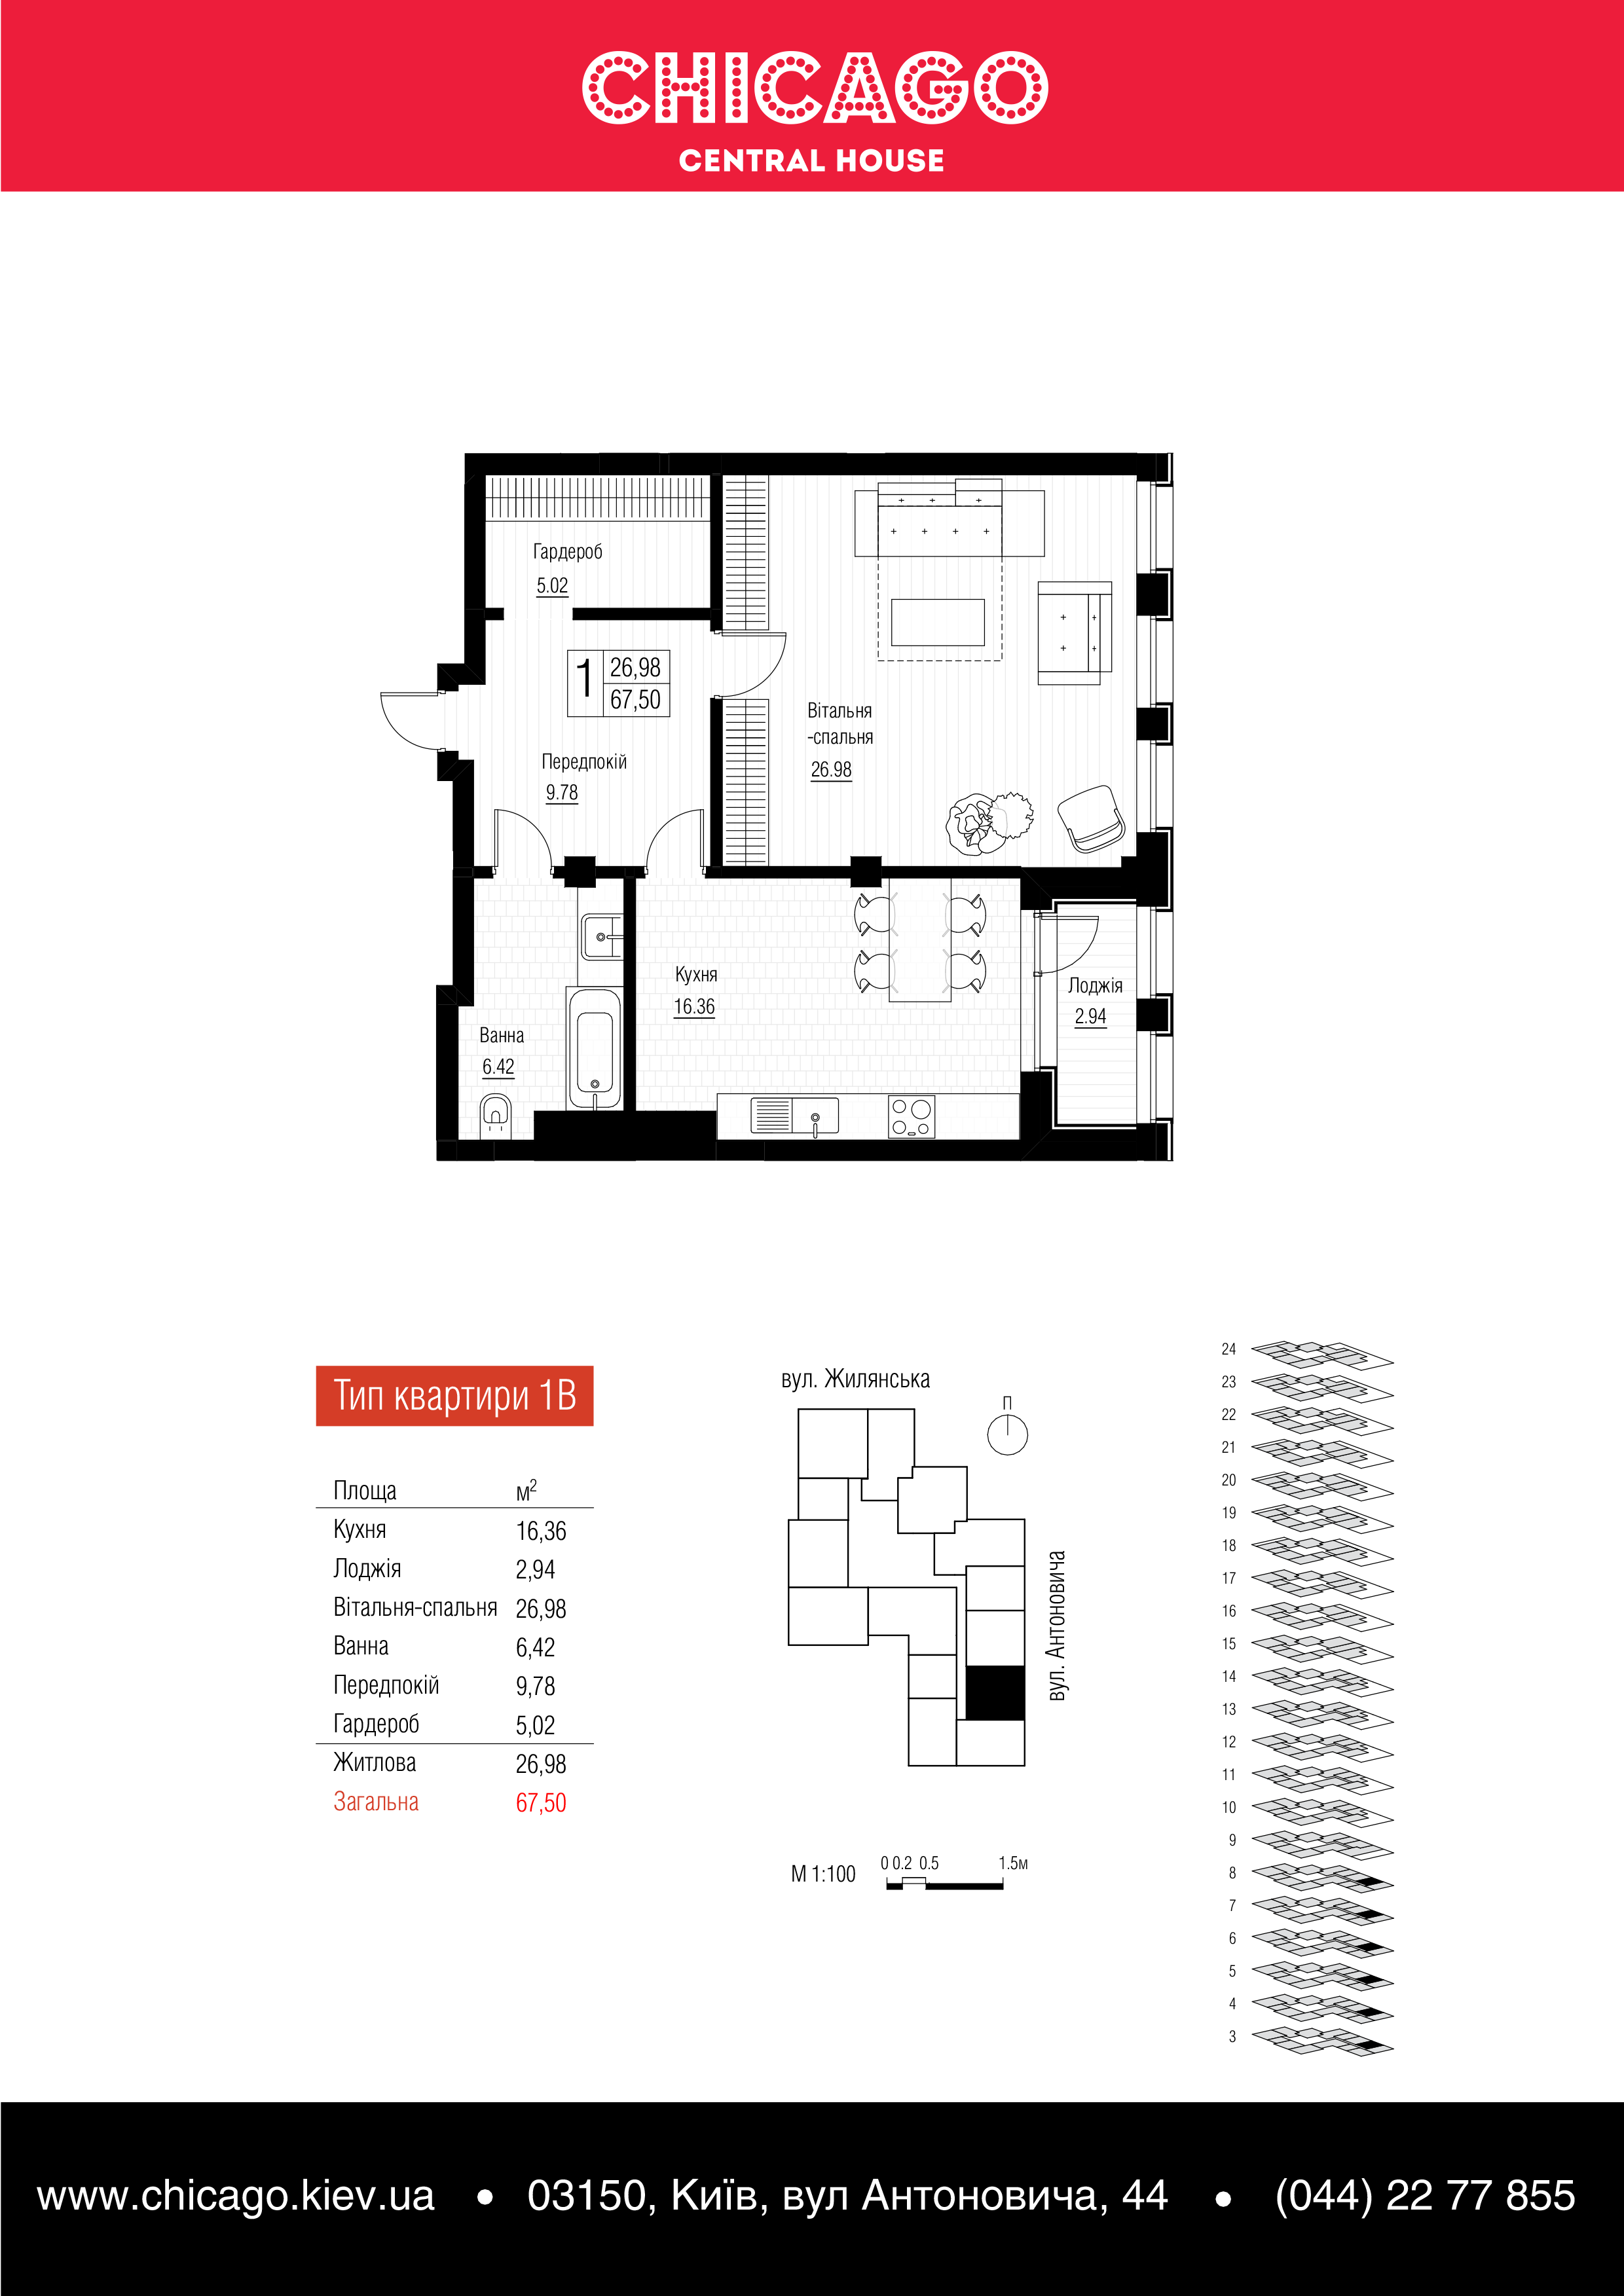 CHICAGO
CENTRAL HOUSE
Гардероб
5.02
1
26,98
67,50
Передпокій
9.78
Вітальня
-спальня
26.98
Кухня
16.36
Лоджія
2.94
Ванна
6.42
Тип квартири 1В
Площа м2
Кухня 16,36
Лоджія 2,94
Вітальня-спальня 26,98
Ванна 6,42
Передпокій 9,78
Гардероб 5,02
Житлова 26,98
Загальна 67,50
вул. Жилянська
П
вул. Антоновича
М 1:100
0 0.2 0.5 1.5м
24
23
22
21
20
19
18
17
16
15
14
13
12
11
10
9
8
7
6
5
4
3
www.chicago.kiev.ua • 03150, Київ, вул Антоновича, 44 • (044) 22 77 855